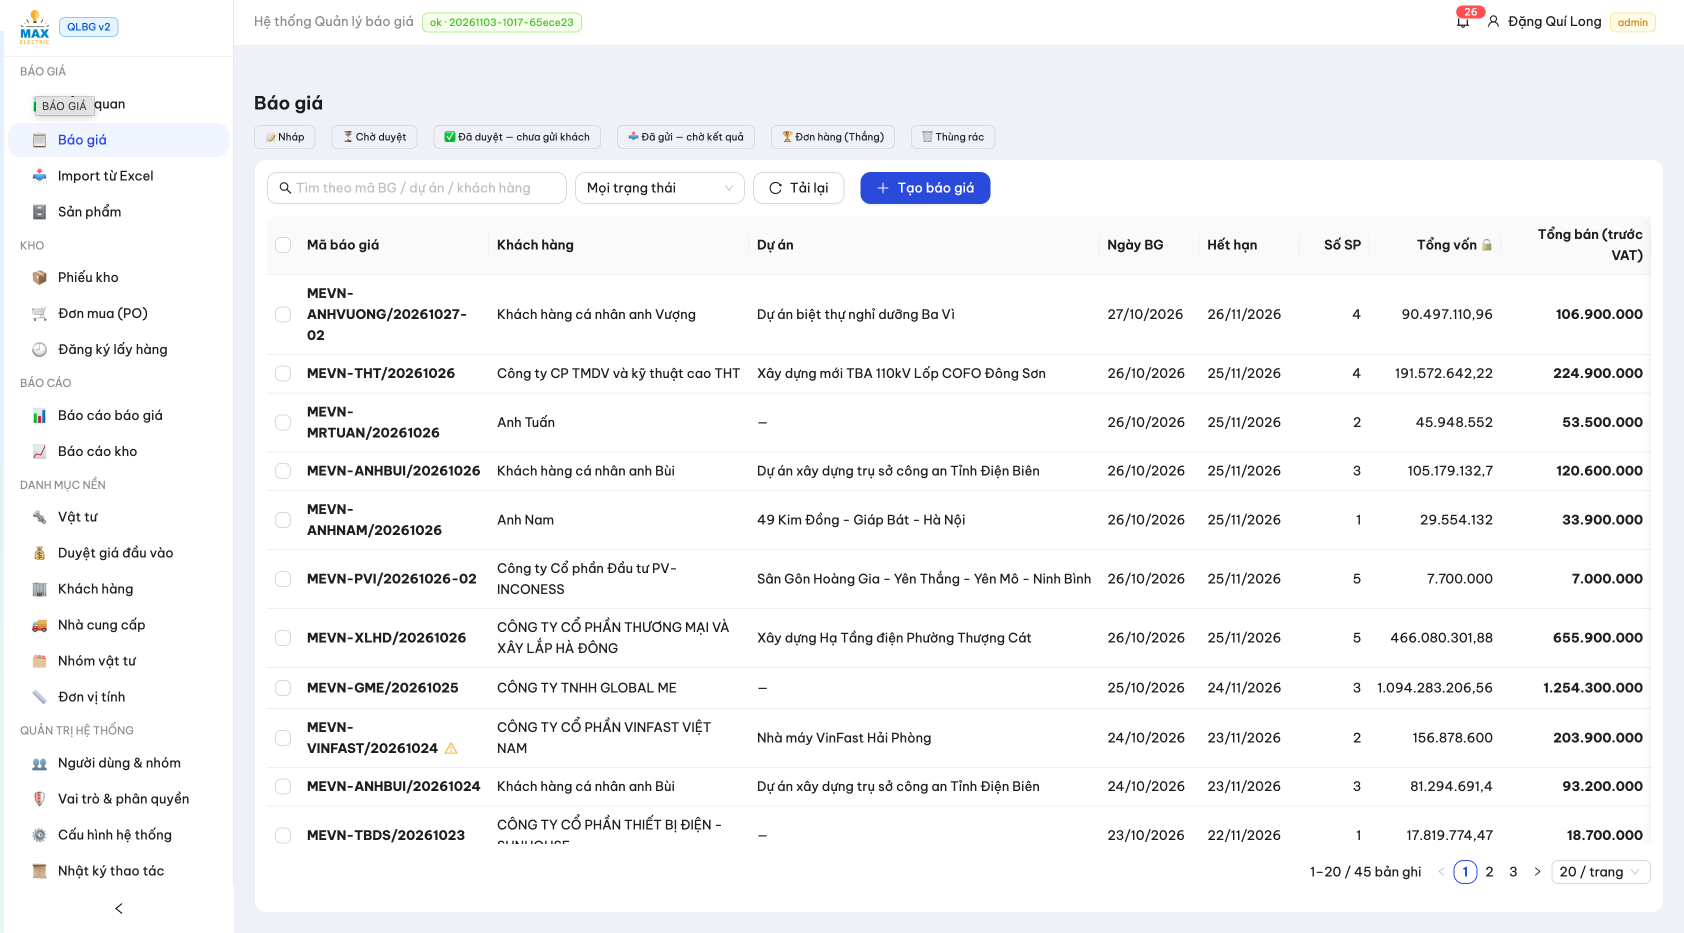 MAX
ELECTRIC
QLBG v2
Hệ thống Quản lý báo giá
ok · 20261103-1017-65ece23
26
Đặng Quí Long
admin
BÁO GIÁ
quan
BÁO GIÁ
Báo giá
Import từ Excel
Sản phẩm
KHO
Phiếu kho
Đơn mua (PO)
Đăng ký lấy hàng
BÁO CÁO
Báo cáo báo giá
Báo cáo kho
DANH MỤC NỀN
Vật tư
Duyệt giá đầu vào
Khách hàng
Nhà cung cấp
Nhóm vật tư
Đơn vị tính
QUẢN TRỊ HỆ THỐNG
Người dùng & nhóm
Vai trò & phân quyền
Cấu hình hệ thống
Nhật ký thao tác
Báo giá
Nháp
Chờ duyệt
Đã duyệt — chưa gửi khách
Đã gửi — chờ kết quả
Đơn hàng (Thắng)
Thùng rác
Tìm theo mã BG / dự án / khách hàng
Mọi trạng thái
Tải lại
Tạo báo giá
Mã báo giá Khách hàng Dự án Ngày BG Hết hạn Số SP Tổng vốn Tổng bán (trước
VAT)
MEVN-
ANHVUONG/20261027-
02
Khách hàng cá nhân anh Vượng Dự án biệt thự nghỉ dưỡng Ba Vì 27/10/2026 26/11/2026 4 90.497.110,96 106.900.000
MEVN-THT/20261026 Công ty CP TMDV và kỹ thuật cao THT Xây dựng mới TBA 110kV Lốp COFO Đông Sơn 26/10/2026 25/11/2026 4 191.572.642,22 224.900.000
MEVN-
MRTUAN/20261026
Anh Tuấn — 26/10/2026 25/11/2026 2 45.948.552 53.500.000
MEVN-ANHBUI/20261026 Khách hàng cá nhân anh Bùi Dự án xây dựng trụ sở công an Tỉnh Điện Biên 26/10/2026 25/11/2026 3 105.179.132,7 120.600.000
MEVN-
ANHNAM/20261026
Anh Nam 49 Kim Đồng - Giáp Bát - Hà Nội 26/10/2026 25/11/2026 1 29.554.132 33.900.000
MEVN-PVI/20261026-02 Công ty Cổ phần Đầu tư PV-
INCONESS
Sân Gôn Hoàng Gia - Yên Thắng - Yên Mô - Ninh Bình 26/10/2026 25/11/2026 5 7.700.000 7.000.000
MEVN-XLHD/20261026 CÔNG TY CỔ PHẦN THƯƠNG MẠI VÀ
XÂY LẮP HÀ ĐÔNG
Xây dựng Hạ Tầng điện Phường Thượng Cát 26/10/2026 25/11/2026 5 466.080.301,88 655.900.000
MEVN-GME/20261025 CÔNG TY TNHH GLOBAL ME — 25/10/2026 24/11/2026 3 1.094.283.206,56 1.254.300.000
MEVN-
VINFAST/20261024
CÔNG TY CỔ PHẦN VINFAST VIỆT
NAM
Nhà máy VinFast Hải Phòng 24/10/2026 23/11/2026 2 156.878.600 203.900.000
MEVN-ANHBUI/20261024 Khách hàng cá nhân anh Bùi Dự án xây dựng trụ sở công an Tỉnh Điện Biên 24/10/2026 23/11/2026 3 81.294.691,4 93.200.000
MEVN-TBDS/20261023 CÔNG TY CỔ PHẦN THIẾT BỊ ĐIỆN -
SUNHOUSE
— 23/10/2026 22/11/2026 1 17.819.774,47 18.700.000
1-20 / 45 bản ghi
1 2 3
20 / trang